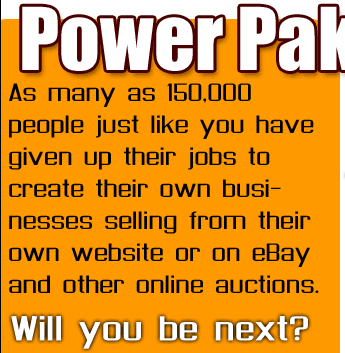 Power Pak
As many as 150,000
people just like you have
given up their jobs to
create their own busi-
nesses selling from their
own website or on eBay
and other online auctions.
Will you be next?